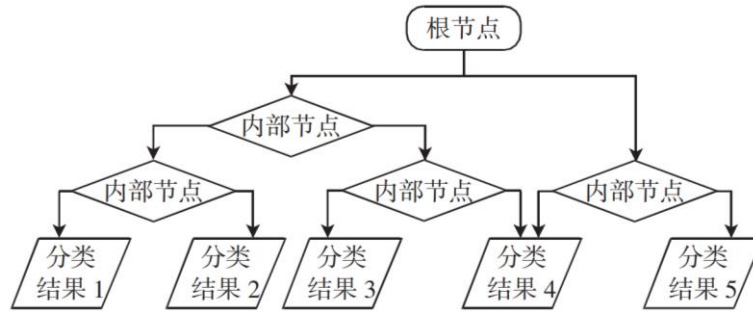 根节点
内部节点
内部节点
内部节点
内部节点
分类
结果 1
分类
结果 2
分类
结果 3
分类
结果 4
分类
结果 5